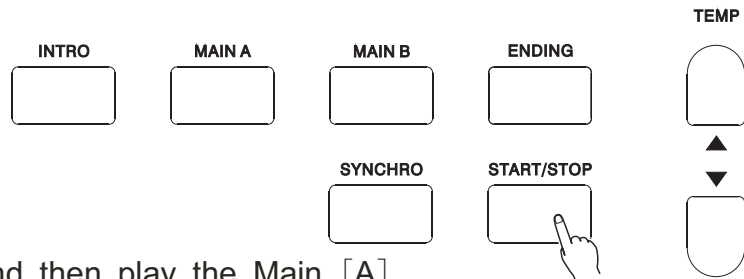 TEMP
INTRO MAIN A MAIN B ENDING
SYNCHRO START/STOP
nd then play the Main [A]